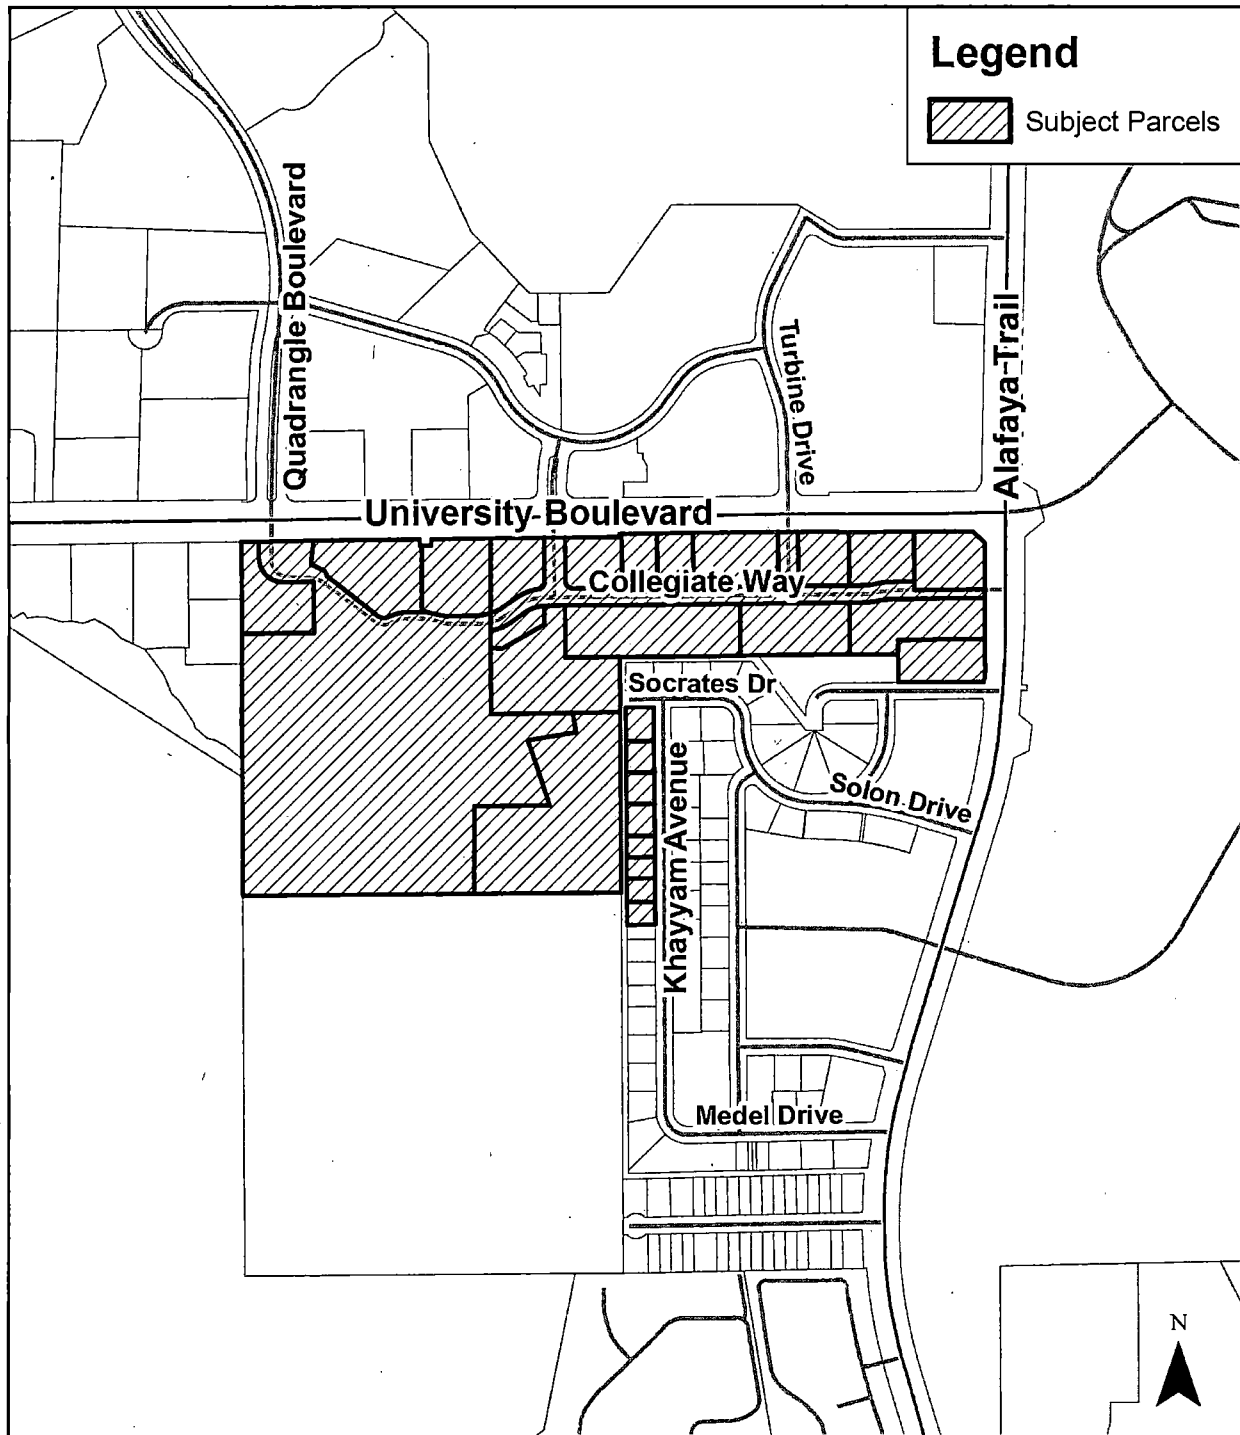 Legend
Subject Parcels
Quadrangle Boulevard
Turbine Drive
Alafaya Trail
University Boulevard
Collegiate Way
Socrates Dr
Khayyam Avenue
Solon Drive
Medel Drive
N